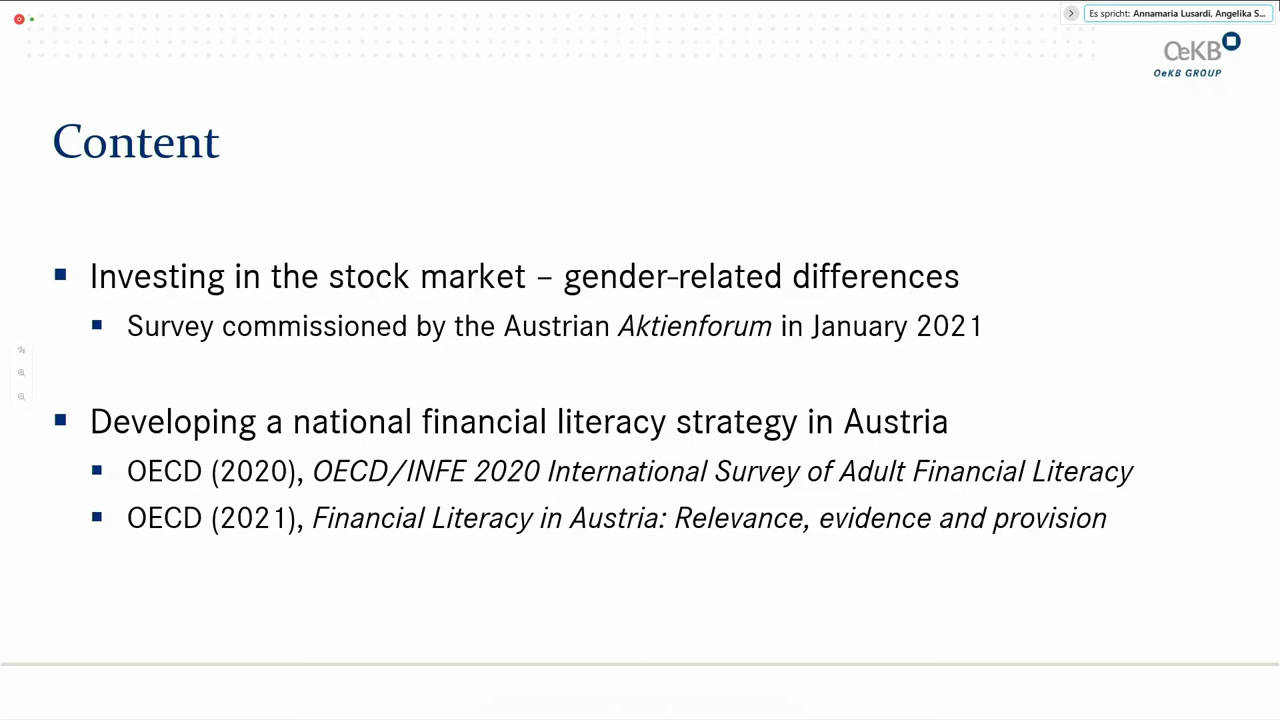 Es spricht: Annamaria Lusardi, Angelika S...
OeKB
OeKB GROUP
Content
Investing in the stock market – gender-related differences
Survey commissioned by the Austrian Aktienforum in January 2021
Developing a national financial literacy strategy in Austria
OECD (2020), OECD/INFE 2020 International Survey of Adult Financial Literacy
OECD (2021), Financial Literacy in Austria: Relevance, evidence and provision